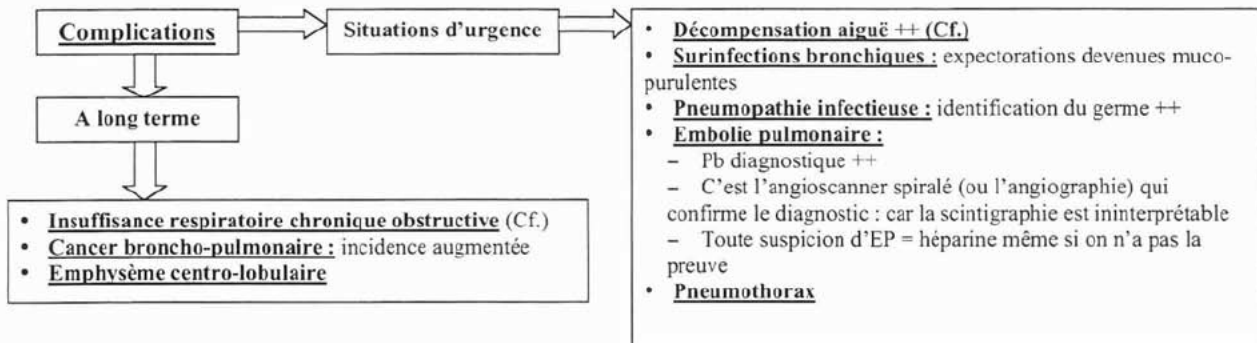 Complications
Situations d'urgence
A long terme
• Insuffisance respiratoire chronique obstructive (Cf.)
• Cancer broncho-pulmonaire : incidence augmentée
• Emphysème centro-lobulaire
• Décompensation aiguë ++ (Cf.)
• Surinfections bronchiques : expectorations devenues muco-
purulentes
• Pneumopathie infectieuse : identification du germe ++
• Embolie pulmonaire :
– Pb diagnostique ++
– C'est l'angioscanner spiralé (ou l'angiographie) qui
confirme le diagnostic : car la scintigraphie est ininterprétable
– Toute suspicion d'EP = héparine même si on n'a pas la
preuve
• Pneumothorax